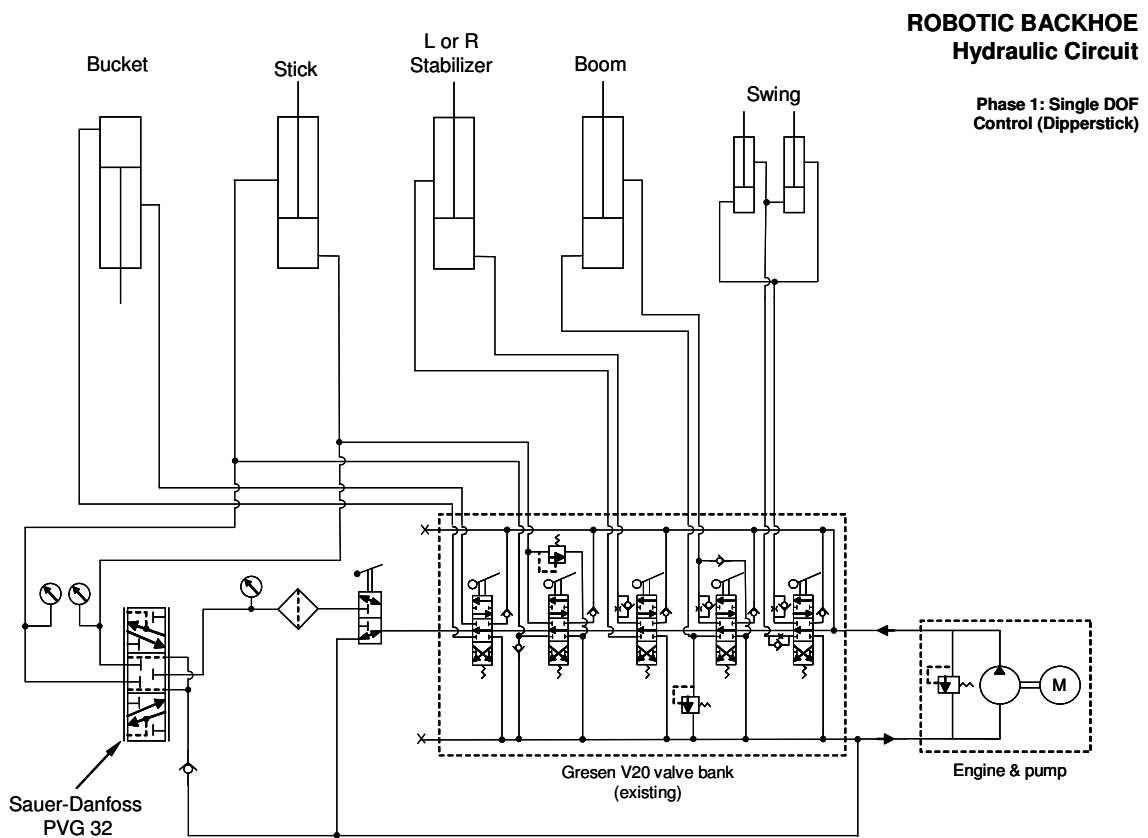 ROBOTIC BACKHOE
Hydraulic Circuit
Phase 1: Single DOF
Control (Dipperstick)
Bucket
Stick
L or R
Stabilizer
Boom
Swing
M
Gresen V20 valve bank
(existing)
Engine & pump
Sauer-Danfoss
PVG 32